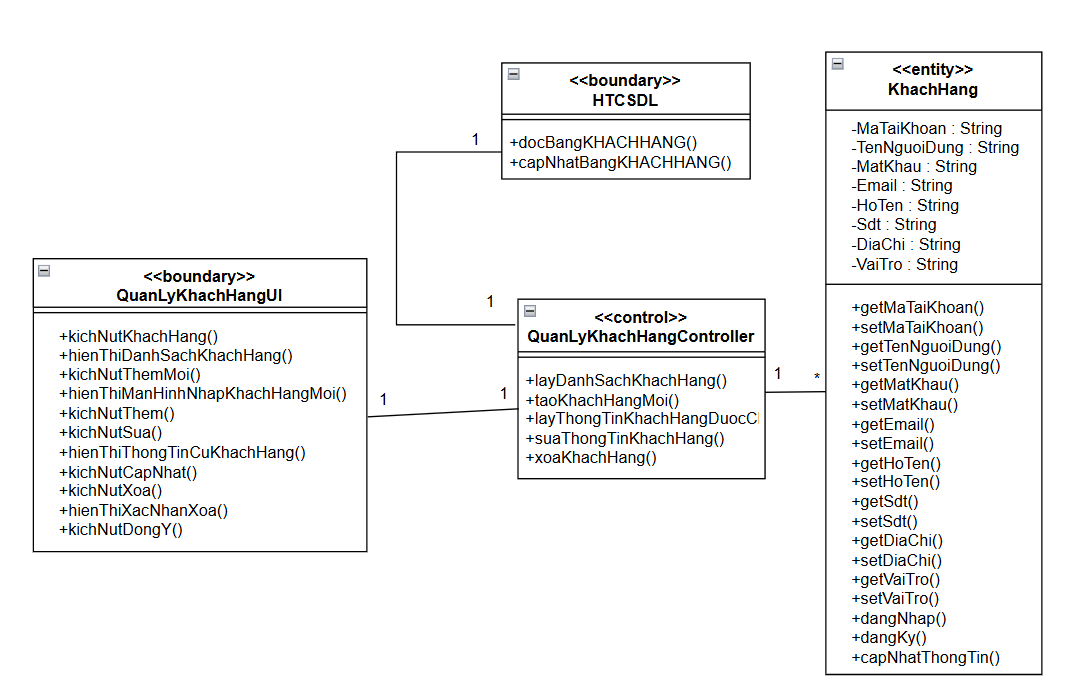 <<boundary>>
HTCSDL
+docBangKHACHHANG()
+capNhatBangKHACHHANG()
1
1
<<boundary>>
QuanLyKhachHangUI
+kichNutKhachHang()
+hienThiDanhSachKhachHang()
+kichNutThemMoi()
+hienThiManHinhNhapKhachHangMoi()
+kichNutThem()
+kichNutSua()
+hienThiThongTinCuKhachHang()
+kichNutCapNhat()
+kichNutXoa()
+hienThiXacNhanXoa()
+kichNutDongY()
1
1
<<control>>
QuanLyKhachHangController
+layDanhSachKhachHang()
+taoKhachHangMoi()
+layThongTinKhachHangDuocCl
+suaThongTinKhachHang()
+xoaKhachHang()
1
*
<<entity>>
KhachHang
-MaTaiKhoan : String
-TenNguoiDung : String
-MatKhau : String
-Email : String
-HoTen : String
-Sdt : String
-DiaChi : String
-VaiTro : String
+getMaTaiKhoan()
+setMaTaiKhoan()
+getTenNguoiDung()
+setTenNguoiDung()
+getMatKhau()
+setMatKhau()
+getEmail()
+setEmail()
+getHoTen()
+setHoTen()
+getSdt()
+setSdt()
+getDiaChi()
+setDiaChi()
+getVaiTro()
+setVaiTro()
+dangNhap()
+dangKy()
+capNhatThongTin()